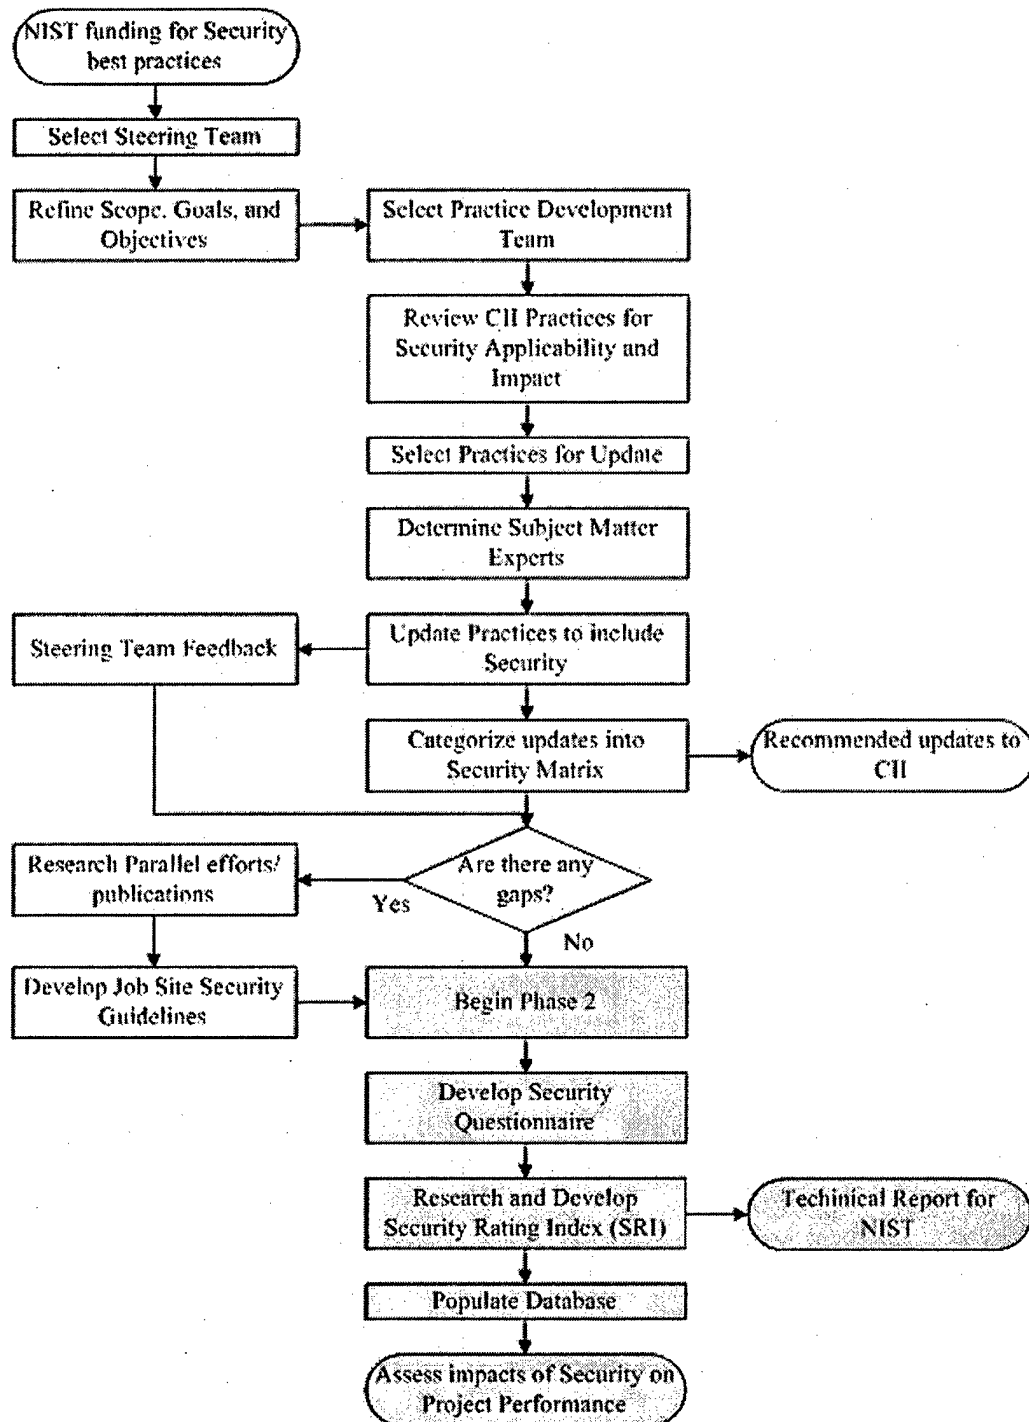 NIST funding for Security
best practices
Select Steering Team
Refine Scope, Goals, and
Objectives
Select Practice Development
Team
Review CII Practices for
Security Applicability and
Impact
Select Practices for Update
Determine Subject Matter
Experts
Update Practices to include
Security
Steering Team Feedback
Categorize updates into
Security Matrix
Recommended updates to
CII
Are there any
gaps?
Yes
No
Research Parallel efforts/
publications
Develop Job Site Security
Guidelines
Begin Phase 2
Develop Security
Questionnaire
Research and Develop
Security Rating Index (SRI)
Techinical Report for
NIST
Populate Database
Assess impacts of Security on
Project Performance